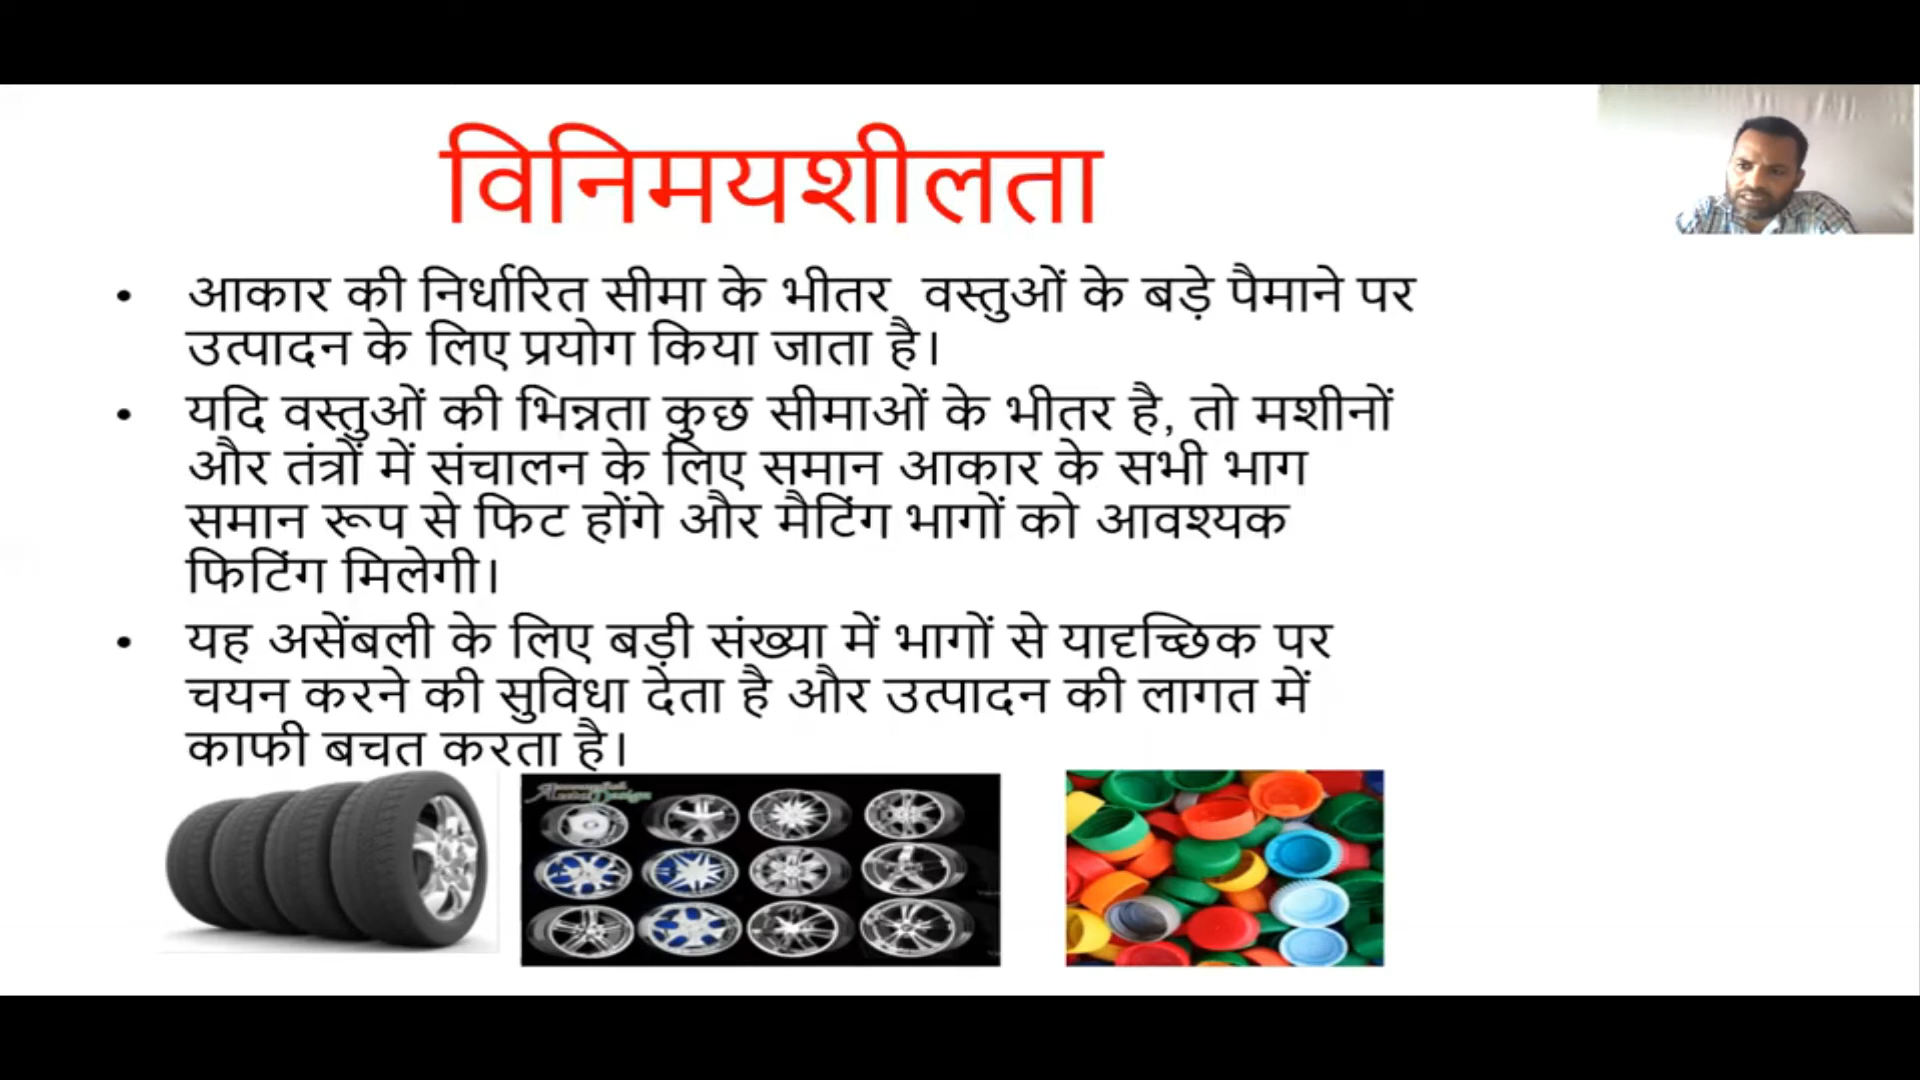 विनिमयशीलता
• आकार की निर्धारित सीमा के भीतर वस्तुओं के बड़े पैमाने पर
उत्पादन के लिए प्रयोग किया जाता है।
• यदि वस्तुओं की भिन्नता कुछ सीमाओं के भीतर है, तो मशीनों
और तंत्रों में संचालन के लिए समान आकार के सभी भाग
समान रूप से फिट होंगे और मैटिंग भागों को आवश्यक
फिटिंग मिलेगी।
• यह असेंबली के लिए बड़ी संख्या में भागों से यादृच्छिक पर
चयन करने की सुविधा देता है और उत्पादन की लागत में
काफी बचत करता है।